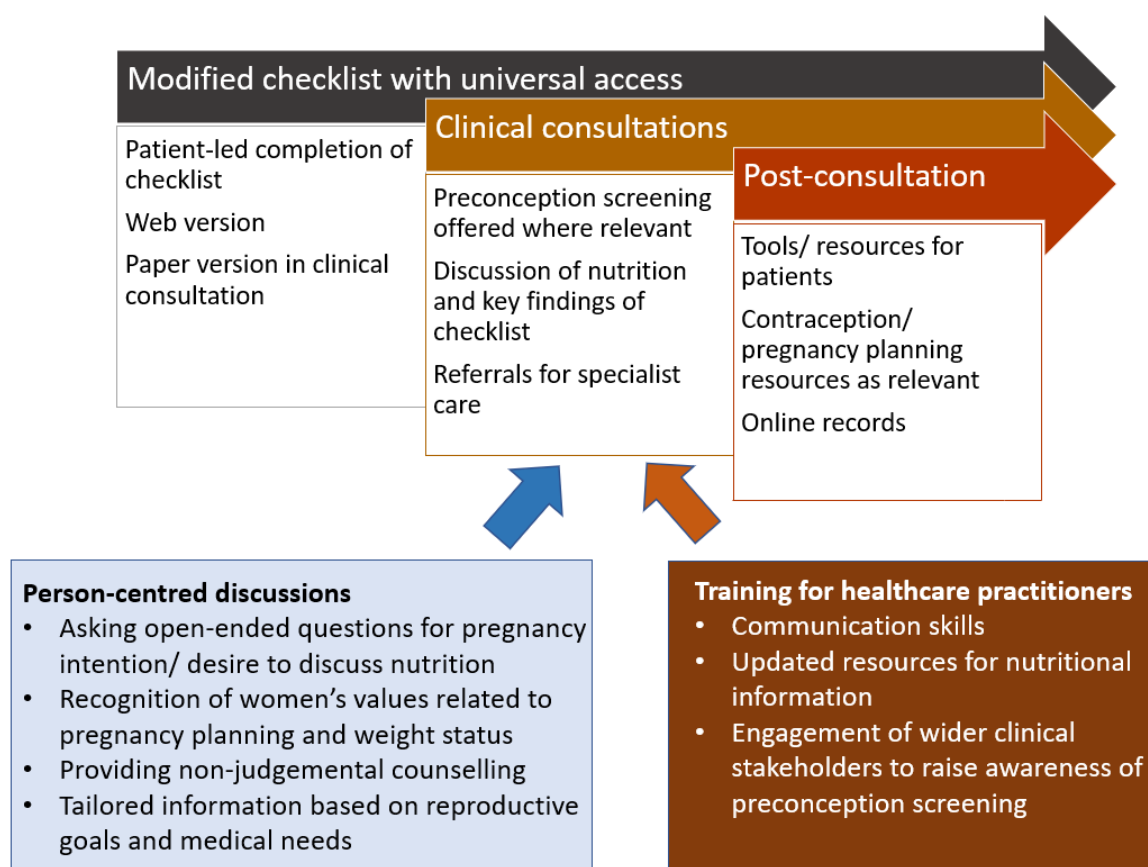 Modified checklist with universal access
Patient-led completion of
checklist
Web version
Paper version in clinical
consultation
Clinical consultations
Preconception screening
offered where relevant
Discussion of nutrition
and key findings of
checklist
Referrals for specialist
care
Post-consultation
Tools/ resources for
patients
Contraception/
pregnancy planning
resources as relevant
Online records
Person-centred discussions
• Asking open-ended questions for pregnancy
intention/ desire to discuss nutrition
• Recognition of women’s values related to
pregnancy planning and weight status
• Providing non-judgemental counselling
• Tailored information based on reproductive
goals and medical needs
Training for healthcare practitioners
• Communication skills
• Updated resources for nutritional
information
• Engagement of wider clinical
stakeholders to raise awareness of
preconception screening